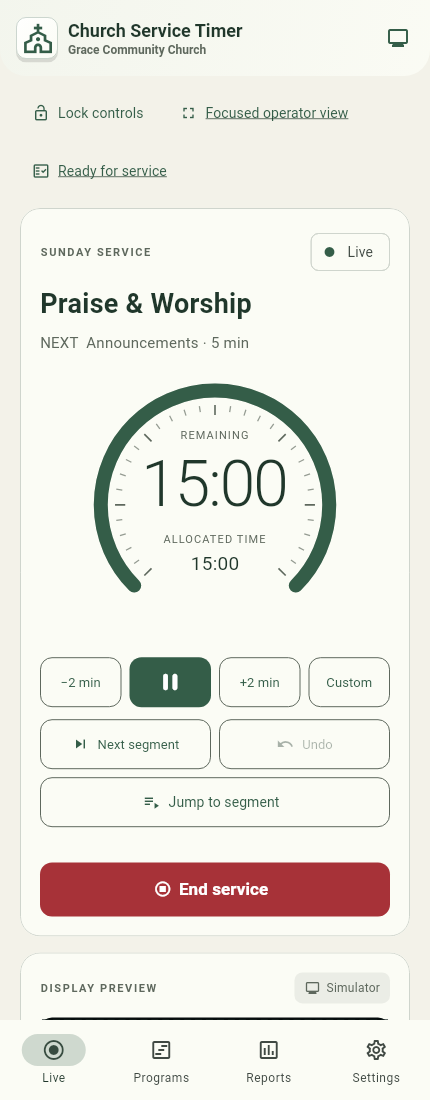 Church Service Timer
Grace Community Church
Lock controls
Focused operator view
Ready for service
SUNDAY SERVICE
Live
Praise & Worship
NEXT Announcements · 5 min
REMAINING
15:00
ALLOCATED TIME
15:00
−2 min
+2 min
Custom
Next segment
Undo
Jump to segment
End service
DISPLAY PREVIEW
Simulator
Live
Programs
Reports
Settings